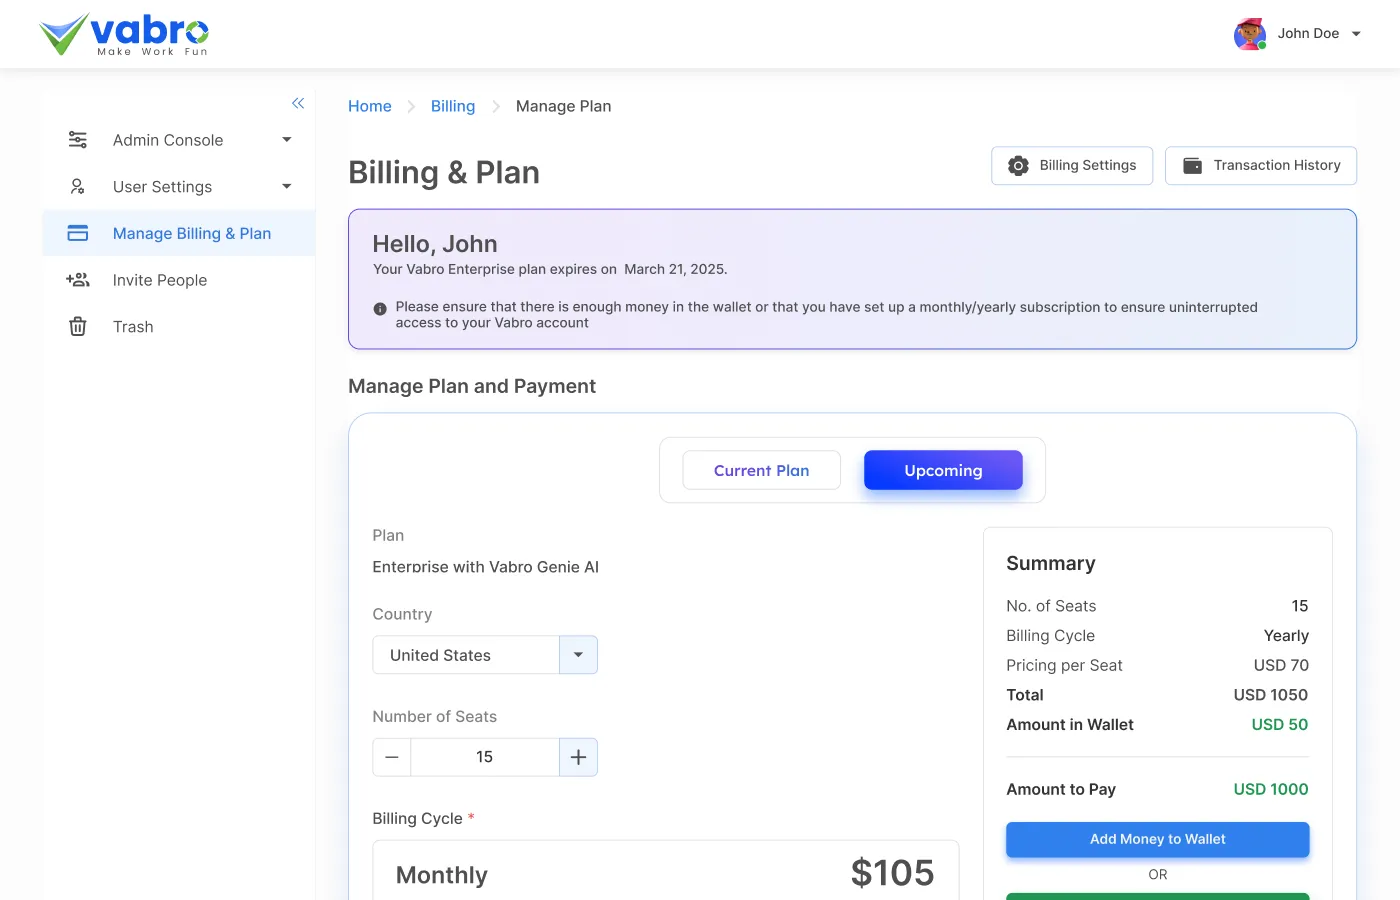 vabro
Make Work Fun
John Doe
Admin Console
User Settings
Manage Billing & Plan
Invite People
Trash
Home
Billing
Manage Plan
Billing & Plan
Billing Settings
Transaction History
Hello, John
Your Vabro Enterprise plan expires on March 21, 2025.
Please ensure that there is enough money in the wallet or that you have set up a monthly/yearly subscription to ensure uninterrupted
access to your Vabro account
Manage Plan and Payment
Current Plan
Upcoming
Plan
Enterprise with Vabro Genie AI
Country
United States
Number of Seats
15
Billing Cycle *
Monthly $105
Summary
No. of Seats 15
Billing Cycle Yearly
Pricing per Seat USD 70
Total USD 1050
Amount in Wallet USD 50
Amount to Pay USD 1000
Add Money to Wallet
OR